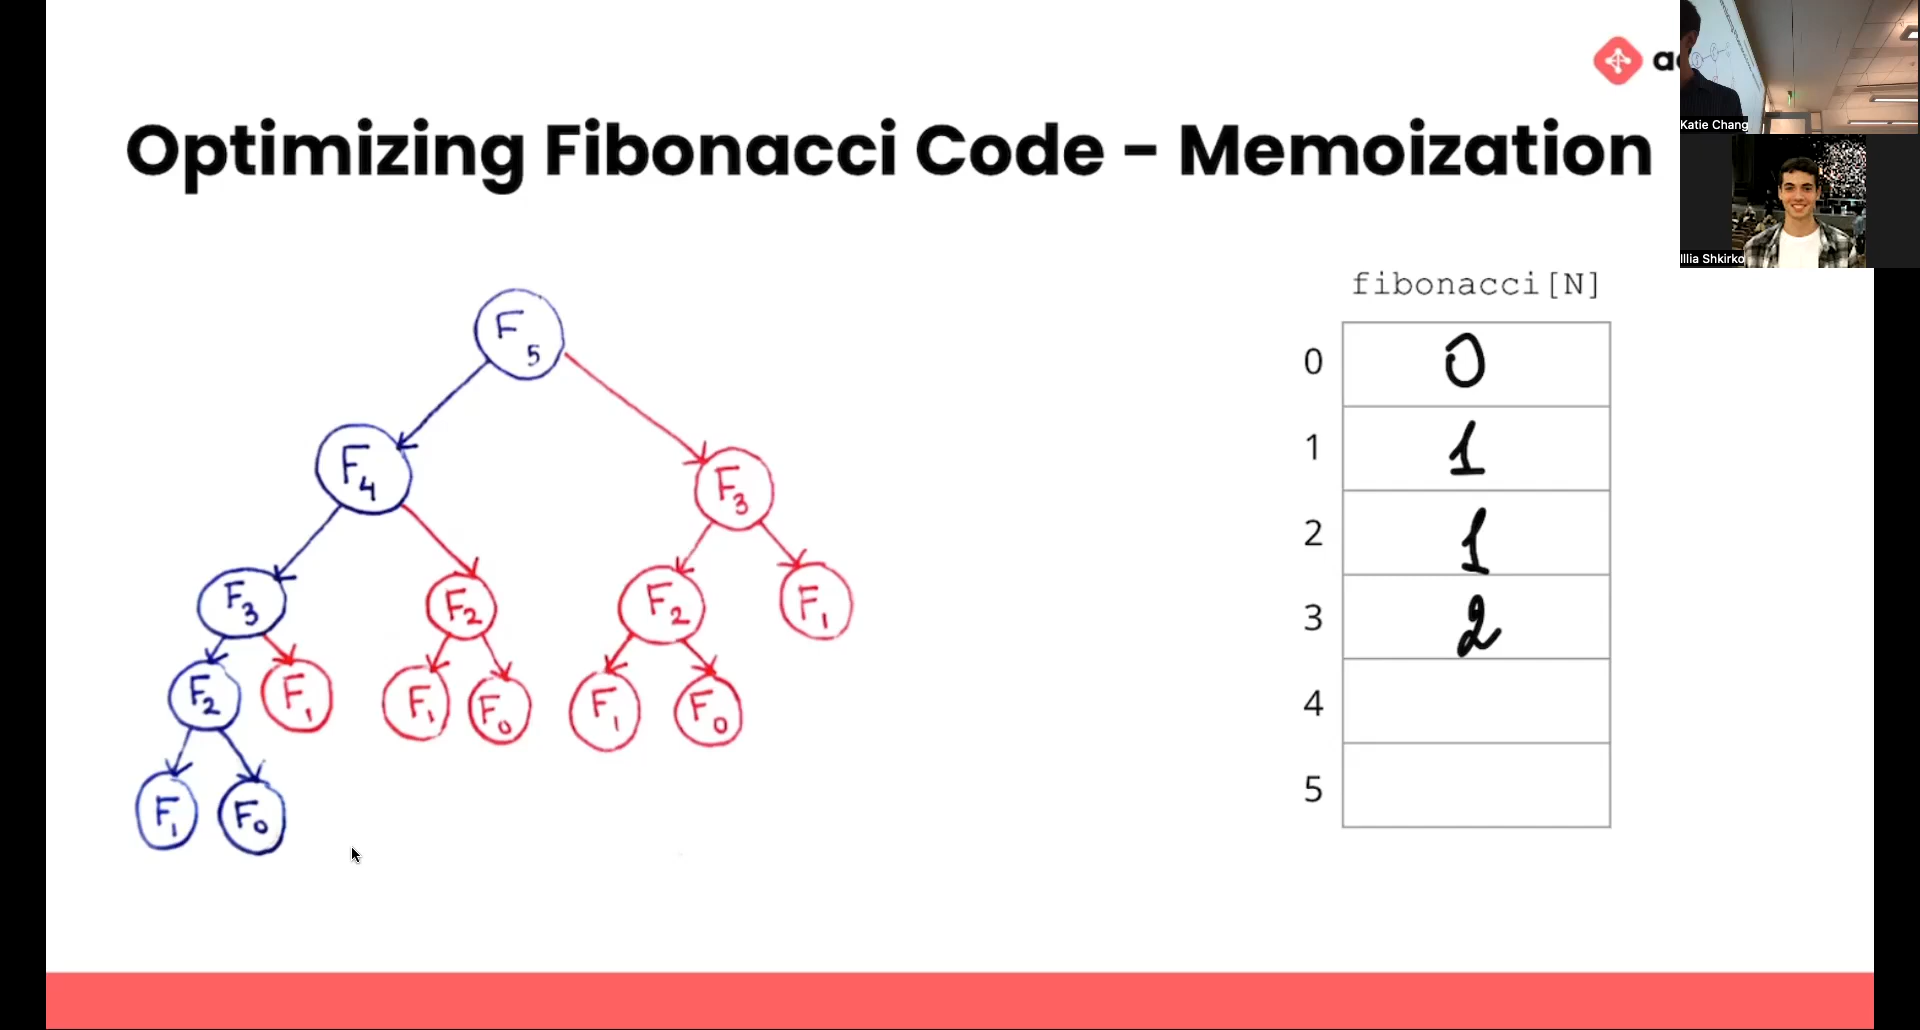 Optimizing Fibonacci Code - Memoization
Katie Chang
Illia Shkirko
fibonacci[N]
0 0
1 1
2 1
3 2
4
5
F5
F4
F3
F3
F2
F2
F1
F2
F1
F1
F0
F1
F0
F1
F0